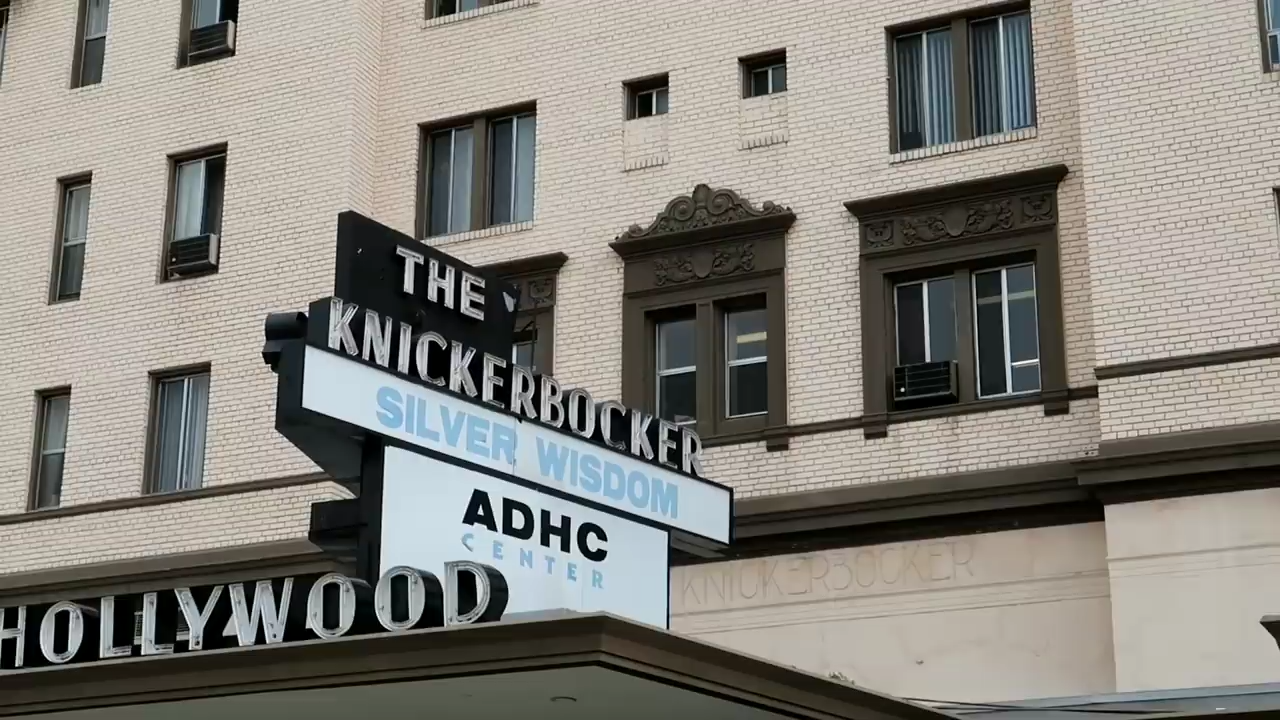 THE
KNICKERBOCKER
SILVER WISDOM
ADHC
CENTER
HOLLYWOOD
KNICKERBOCKER